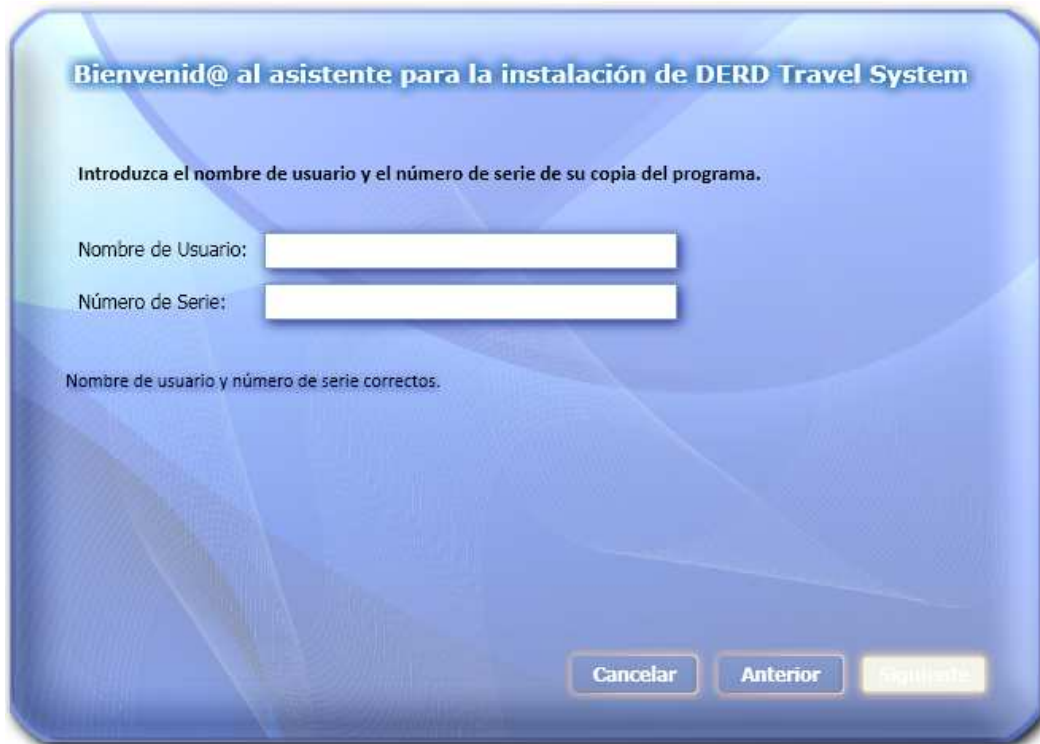 Bienvenid@ al asistente para la instalación de DERD Travel System
Introduzca el nombre de usuario y el número de serie de su copia del programa.
Nombre de Usuario:
Número de Serie:
Nombre de usuario y número de serie correctos.
Cancelar
Anterior
Siguiente